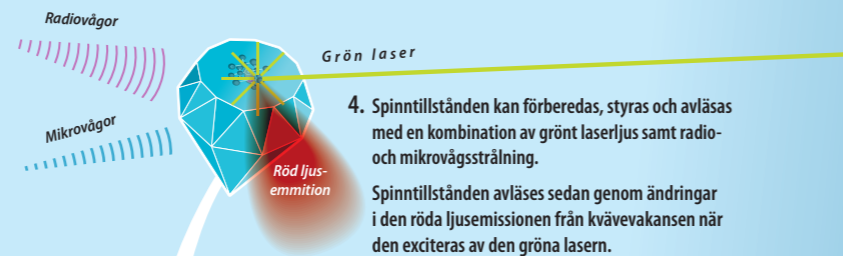 Radiovågor
Grön laser
Mikrovågor
Röd ljus-
emmition
4. Spinntillstånden kan förberedas, styras och avläsas
med en kombination av grönt laserljus samt radio-
och mikrovågsstrålning.
Spinntillstånden avläses sedan genom ändringar
i den röda ljusemissionen från kvävevakansen när
den exciteras av den gröna lasern.